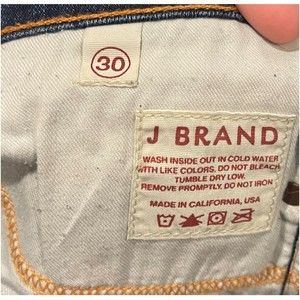 30
J BRAND
WASH INSIDE OUT IN COLD WATER
WITH LIKE COLORS. DO NOT BLEACH
TUMBLE DRY LOW.
REMOVE PROMPTLY. DO NOT IRON
MADE IN CALIFORNIA, USA